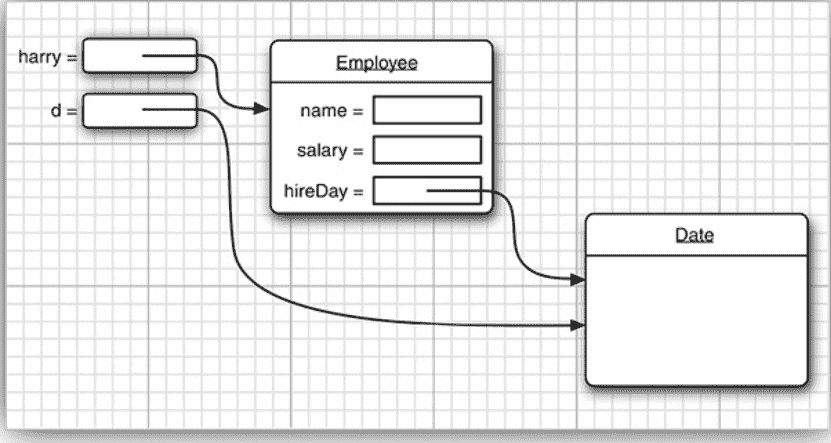 harry =
d =
Employee
name =
salary =
hireDay =
Date